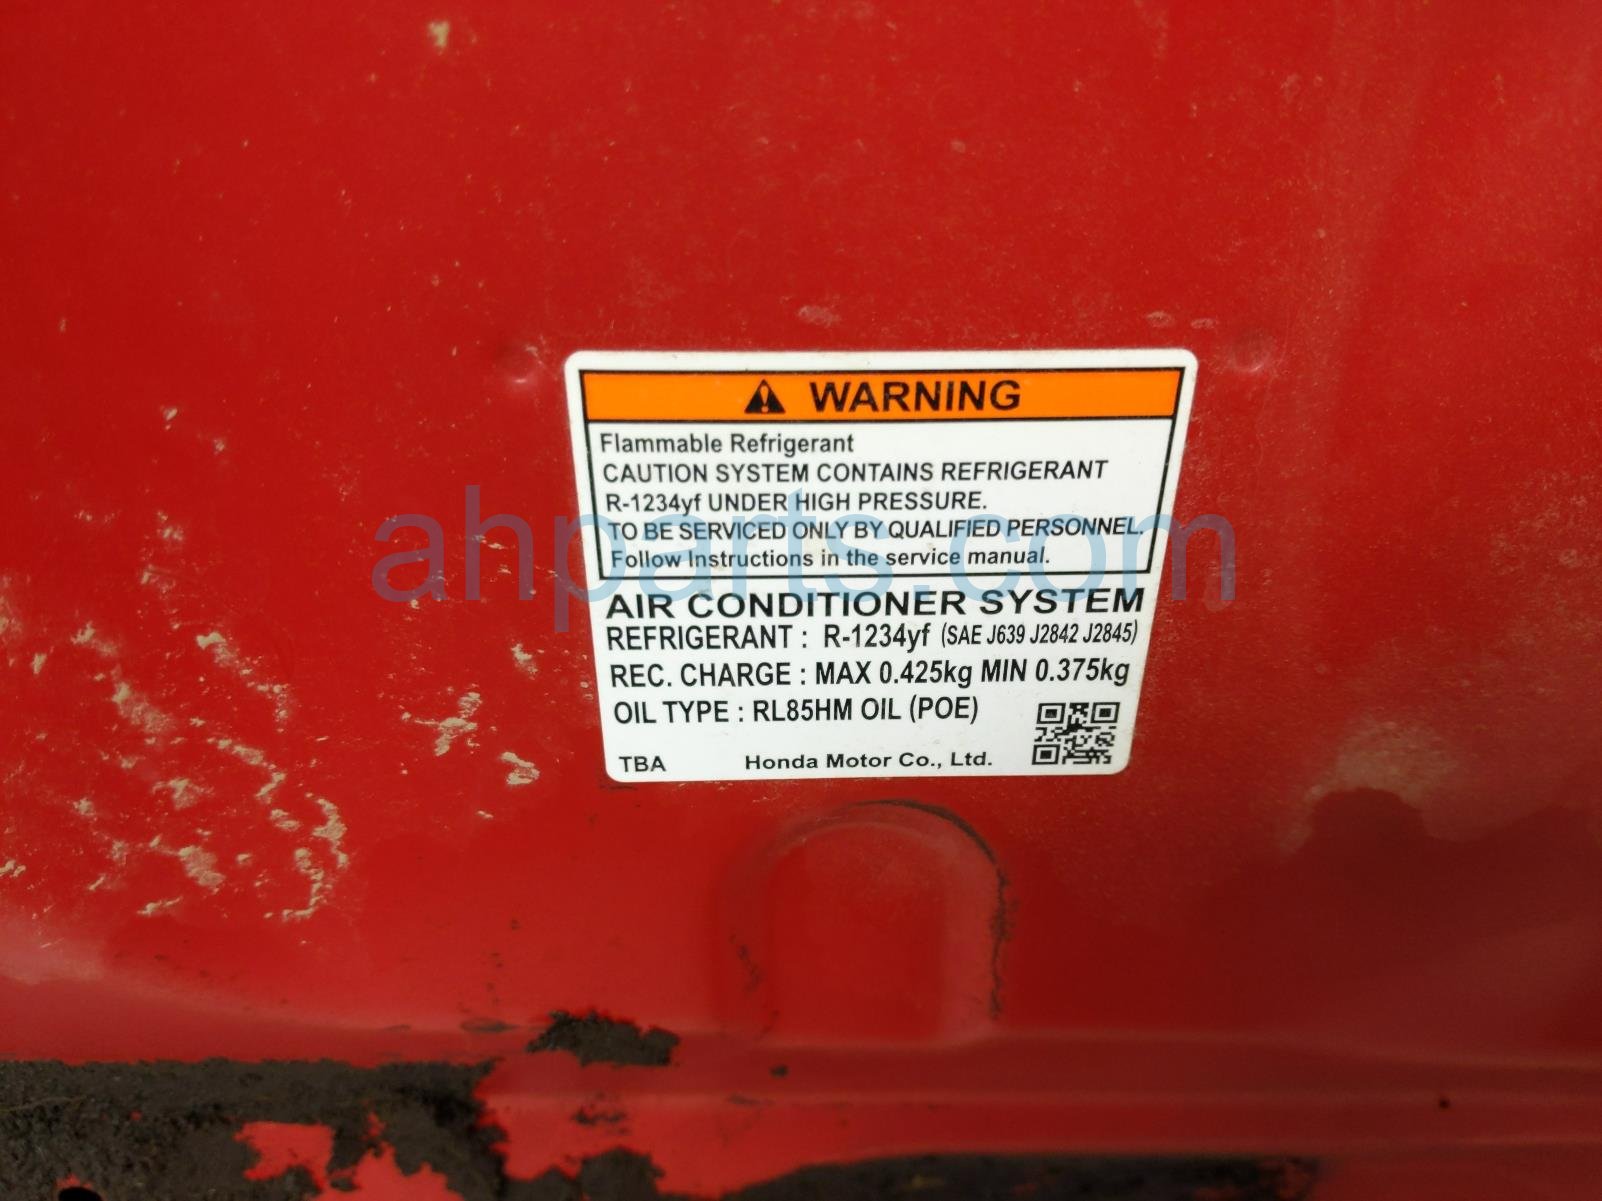 WARNING
Flammable Refrigerant
CAUTION SYSTEM CONTAINS REFRIGERANT
R-1234yf UNDER HIGH PRESSURE.
TO BE SERVICED ONLY BY QUALIFIED PERSONNEL.
Follow Instructions in the service manual.
ahparts.com
AIR CONDITIONER SYSTEM
REFRIGERANT : R-1234yf (SAE J639 J2842 J2845)
REC. CHARGE : MAX 0.425kg MIN 0.375kg
OIL TYPE : RL85HM OIL (POE)
TBA Honda Motor Co., Ltd.